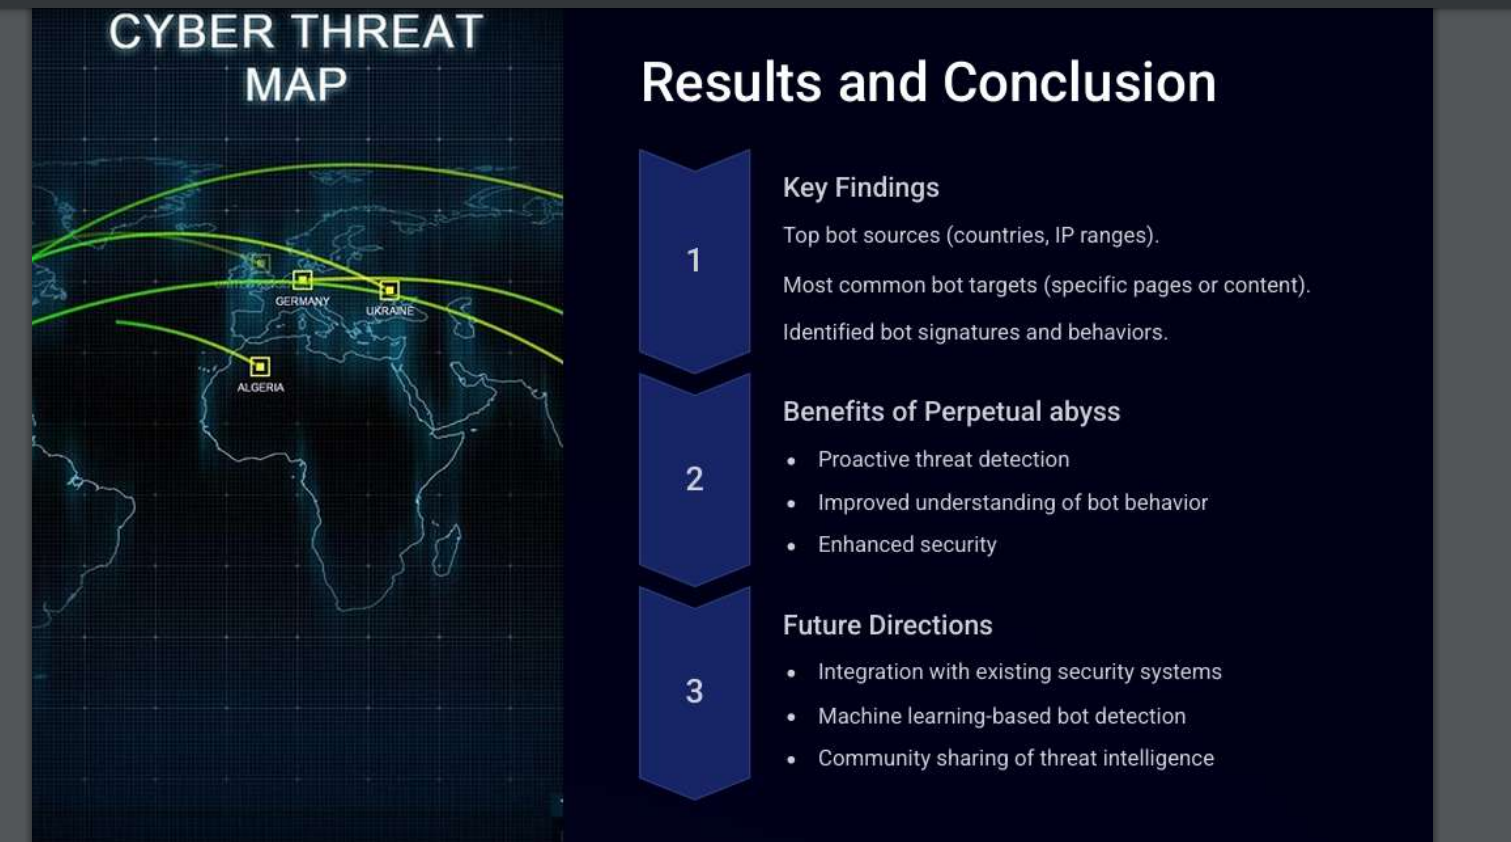 CYBER THREAT
MAP
GERMANY
UKRAINE
ALGERIA
Results and Conclusion
1
Key Findings
Top bot sources (countries, IP ranges).
Most common bot targets (specific pages or content).
Identified bot signatures and behaviors.
2
Benefits of Perpetual abyss
• Proactive threat detection
• Improved understanding of bot behavior
• Enhanced security
3
Future Directions
• Integration with existing security systems
• Machine learning-based bot detection
• Community sharing of threat intelligence